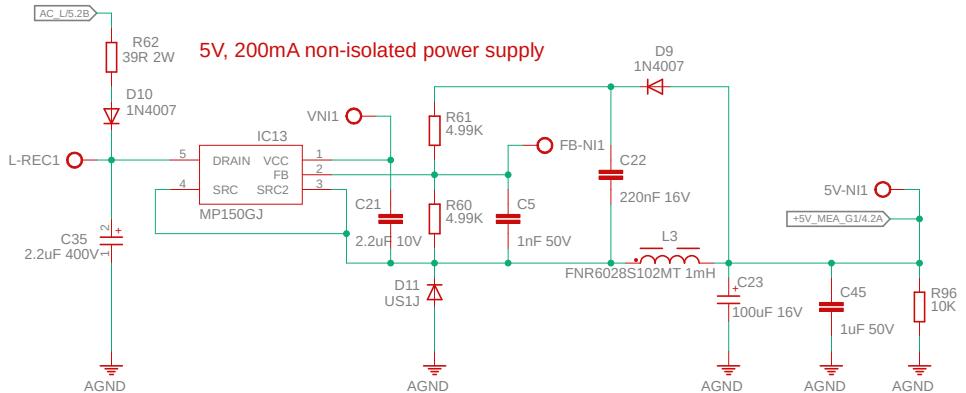 AC_L/5.2B
R62
39R 2W
5V, 200mA non-isolated power supply
D9
1N4007
D10
1N4007
VNI1
R61
4.99K
IC13
FB-NI1
L-REC1
5
DRAIN
VCC
1
FB
2
4
SRC
SRC2
3
MP150GJ
C22
220nF 16V
5V-NI1
+5V_MEA_G1/4.2A
C21
2.2uF 10V
R60
4.99K
C5
1nF 50V
2
+
C35
2.2uF 400V
1
L3
FNR6028S102MT 1mH
D11
US1J
+
C23
100uF 16V
C45
1uF 50V
R96
10K
AGND
AGND
AGND
AGND
AGND